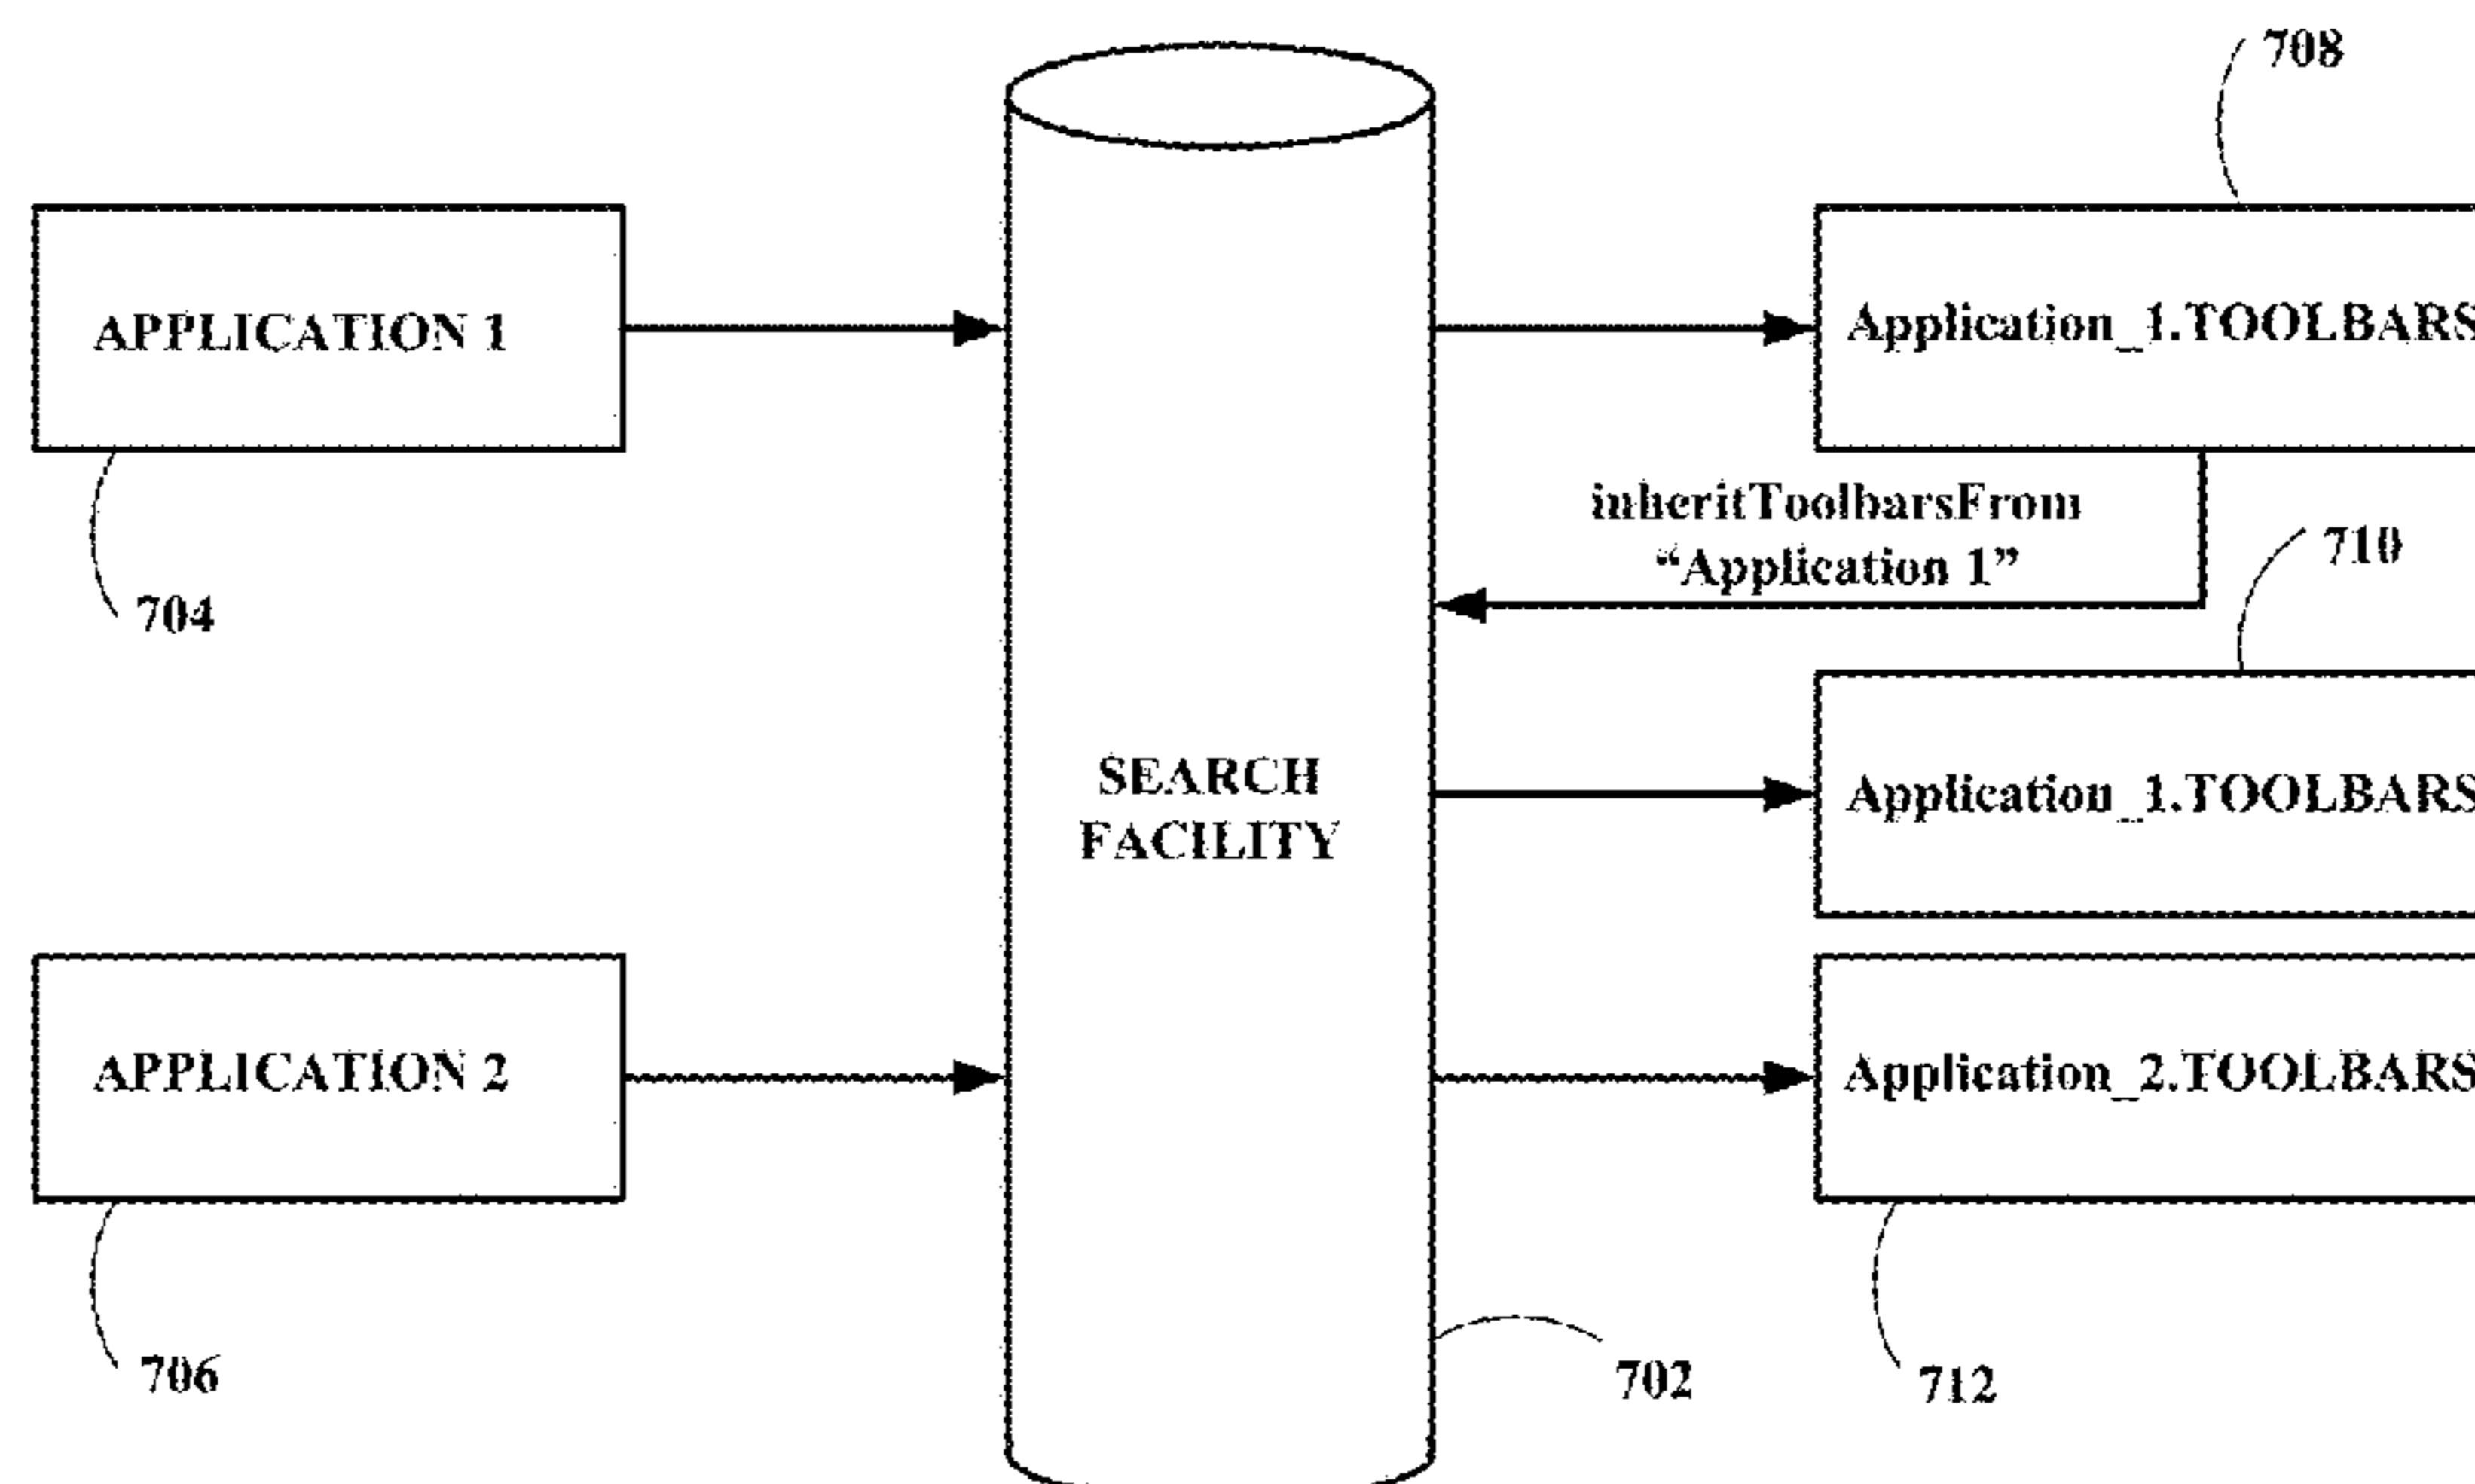 708
APPLICATION 1
Application_1.TOOLBARS
inheritToolbarsFrom
“Application 1”
710
704
SEARCH
FACILITY
Application_1.TOOLBARS
APPLICATION 2
Application_2.TOOLBARS
706
702
712